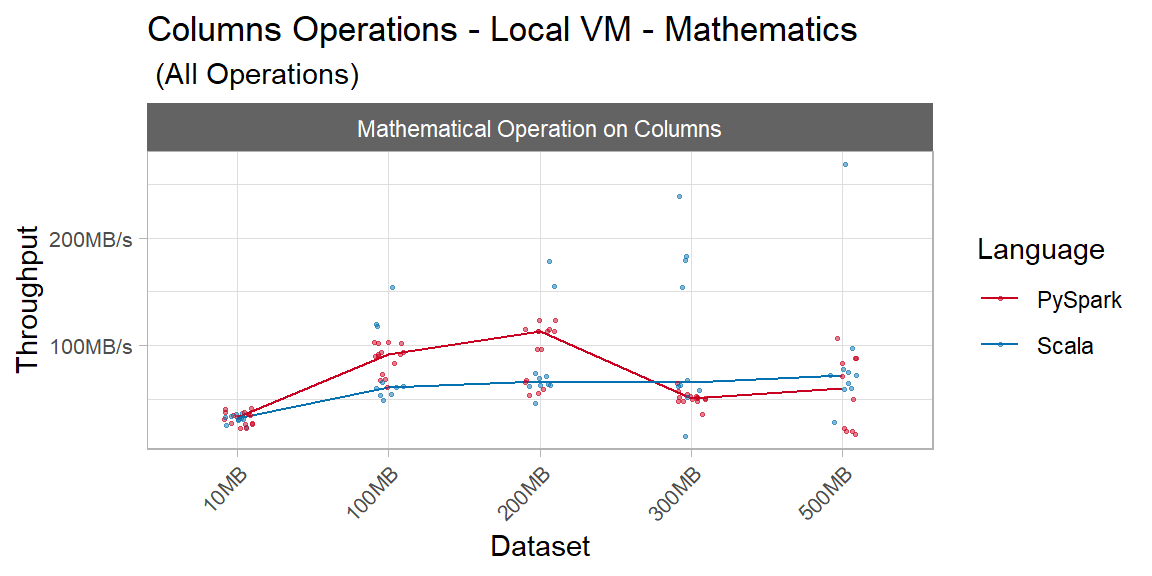 Columns Operations - Local VM - Mathematics
(All Operations)
Mathematical Operation on Columns
Throughput
200MB/s
100MB/s
10MB
100MB
200MB
300MB
500MB
Dataset
Language
PySpark
Scala